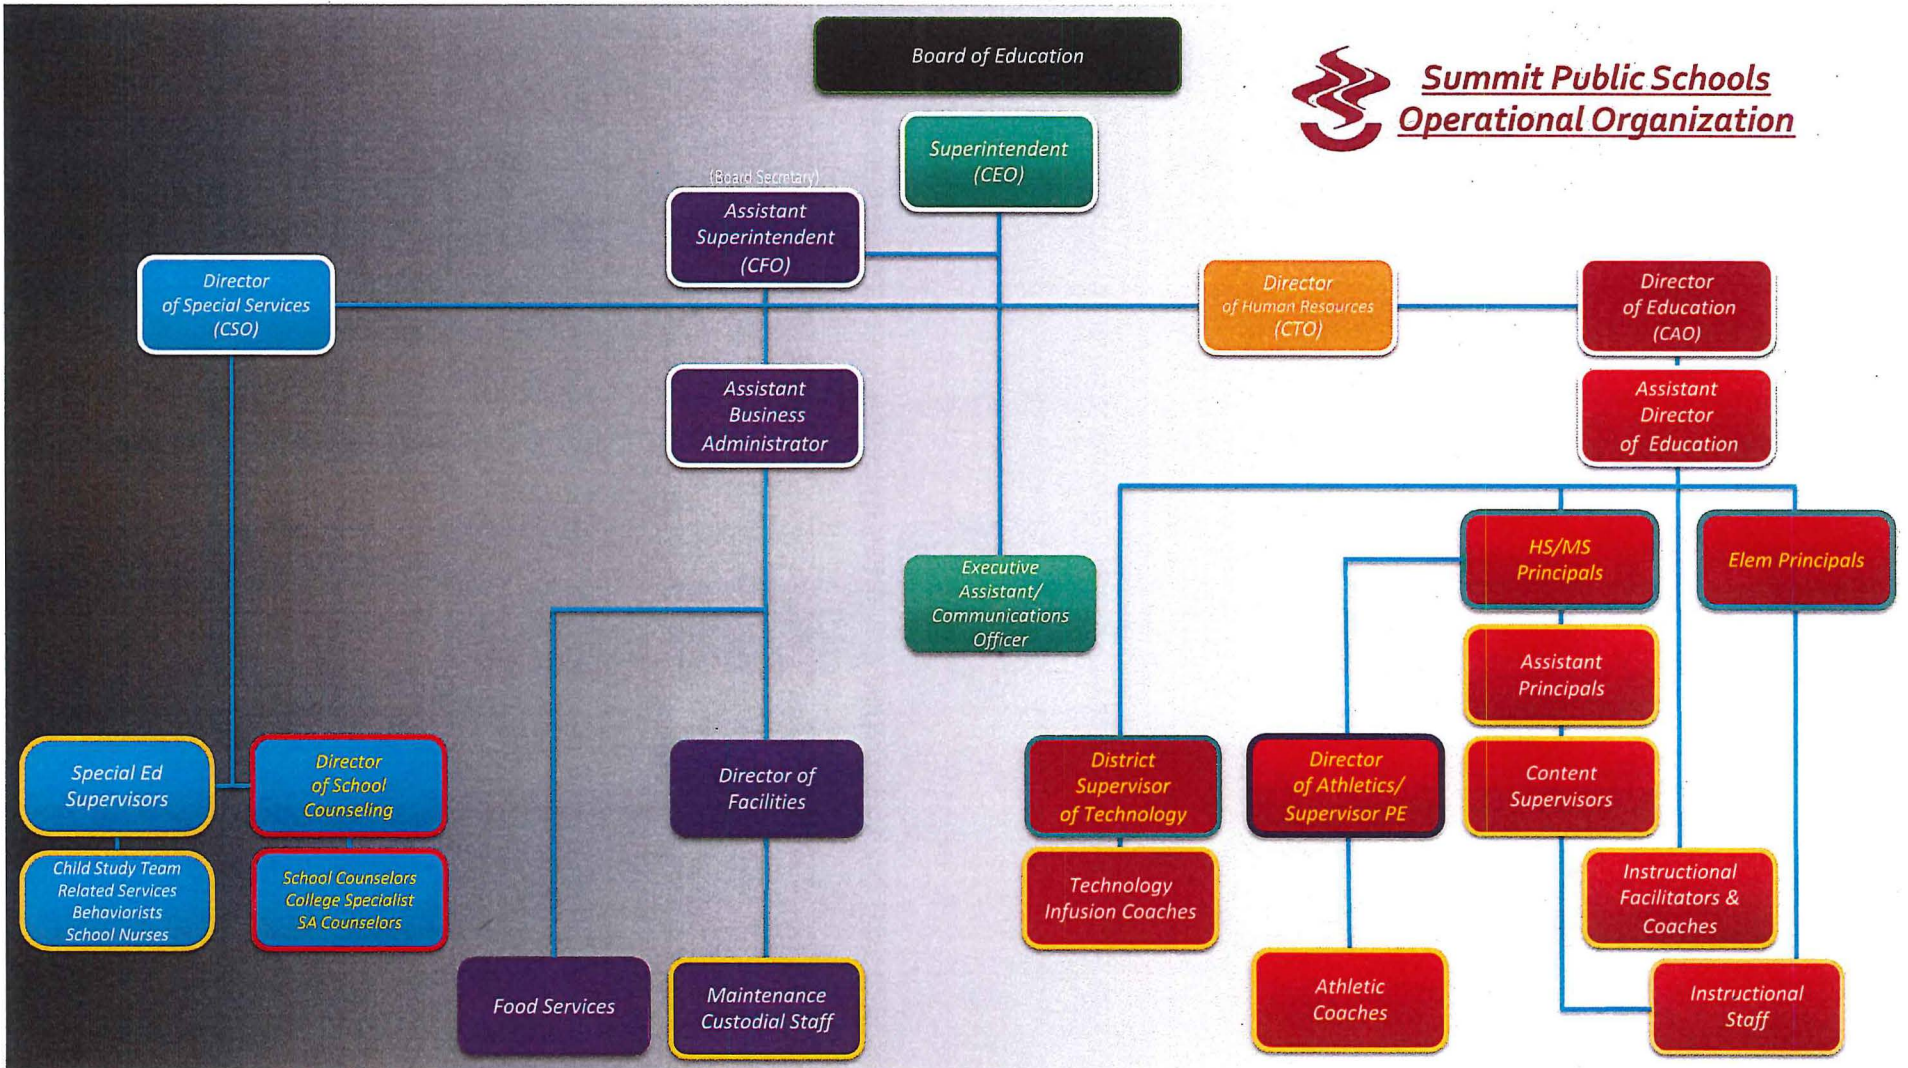 Board of Education
Summit Public Schools
Operational Organization
Superintendent
(CEO)
(Board Secretary)
Assistant
Superintendent
(CFO)
Director
of Special Services
(CSO)
Director
of Human Resources
(CTO)
Director
of Education
(CAO)
Assistant
Business
Administrator
Assistant
Director
of Education
HS/MS
Principals
Elem Principals
Executive
Assistant/
Communications
Officer
Assistant
Principals
Special Ed
Supervisors
Director
of School
Counseling
Director of
Facilities
District
Supervisor
of Technology
Director
of Athletics/
Supervisor PE
Content
Supervisors
Child Study Team
Related Services
Behaviorists
School Nurses
School Counselors
College Specialist
SA Counselors
Technology
Infusion Coaches
Instructional
Facilitators &
Coaches
Food Services
Maintenance
Custodial Staff
Athletic
Coaches
Instructional
Staff